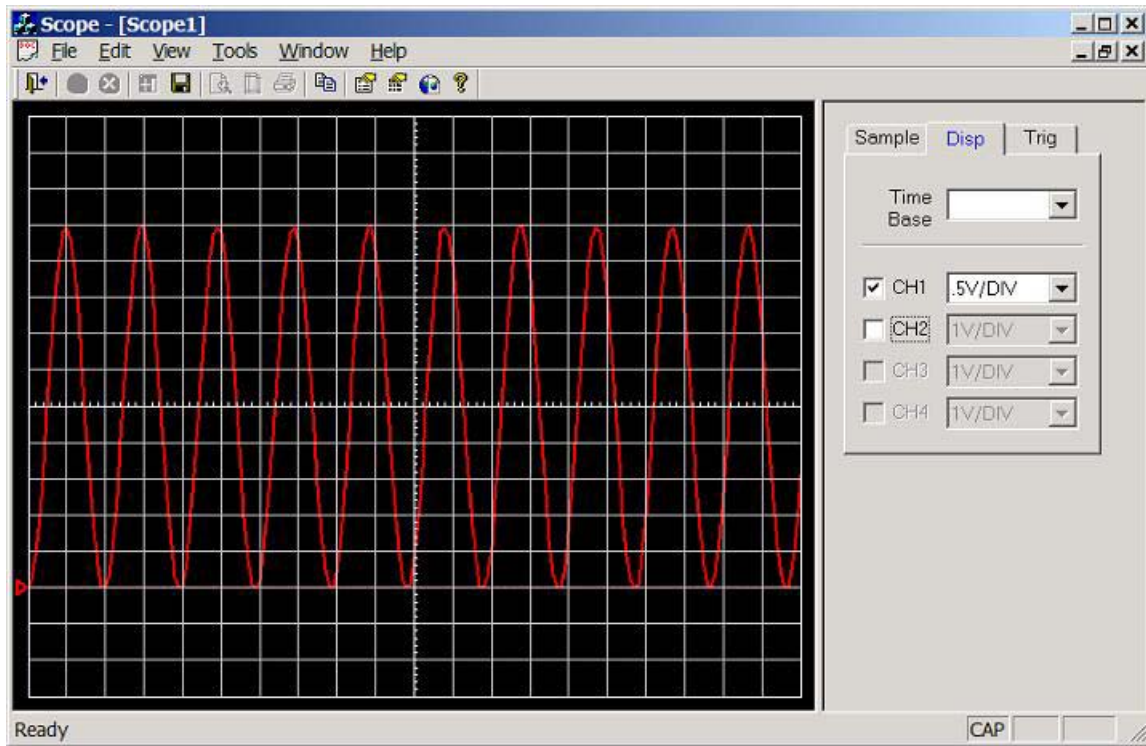 Scope - [Scope1]
File Edit View Tools Window Help
Sample Disp Trig
Time
Base
CH1 .5V/DIV
CH2 1V/DIV
CH3 1V/DIV
CH4 1V/DIV
Ready CAP